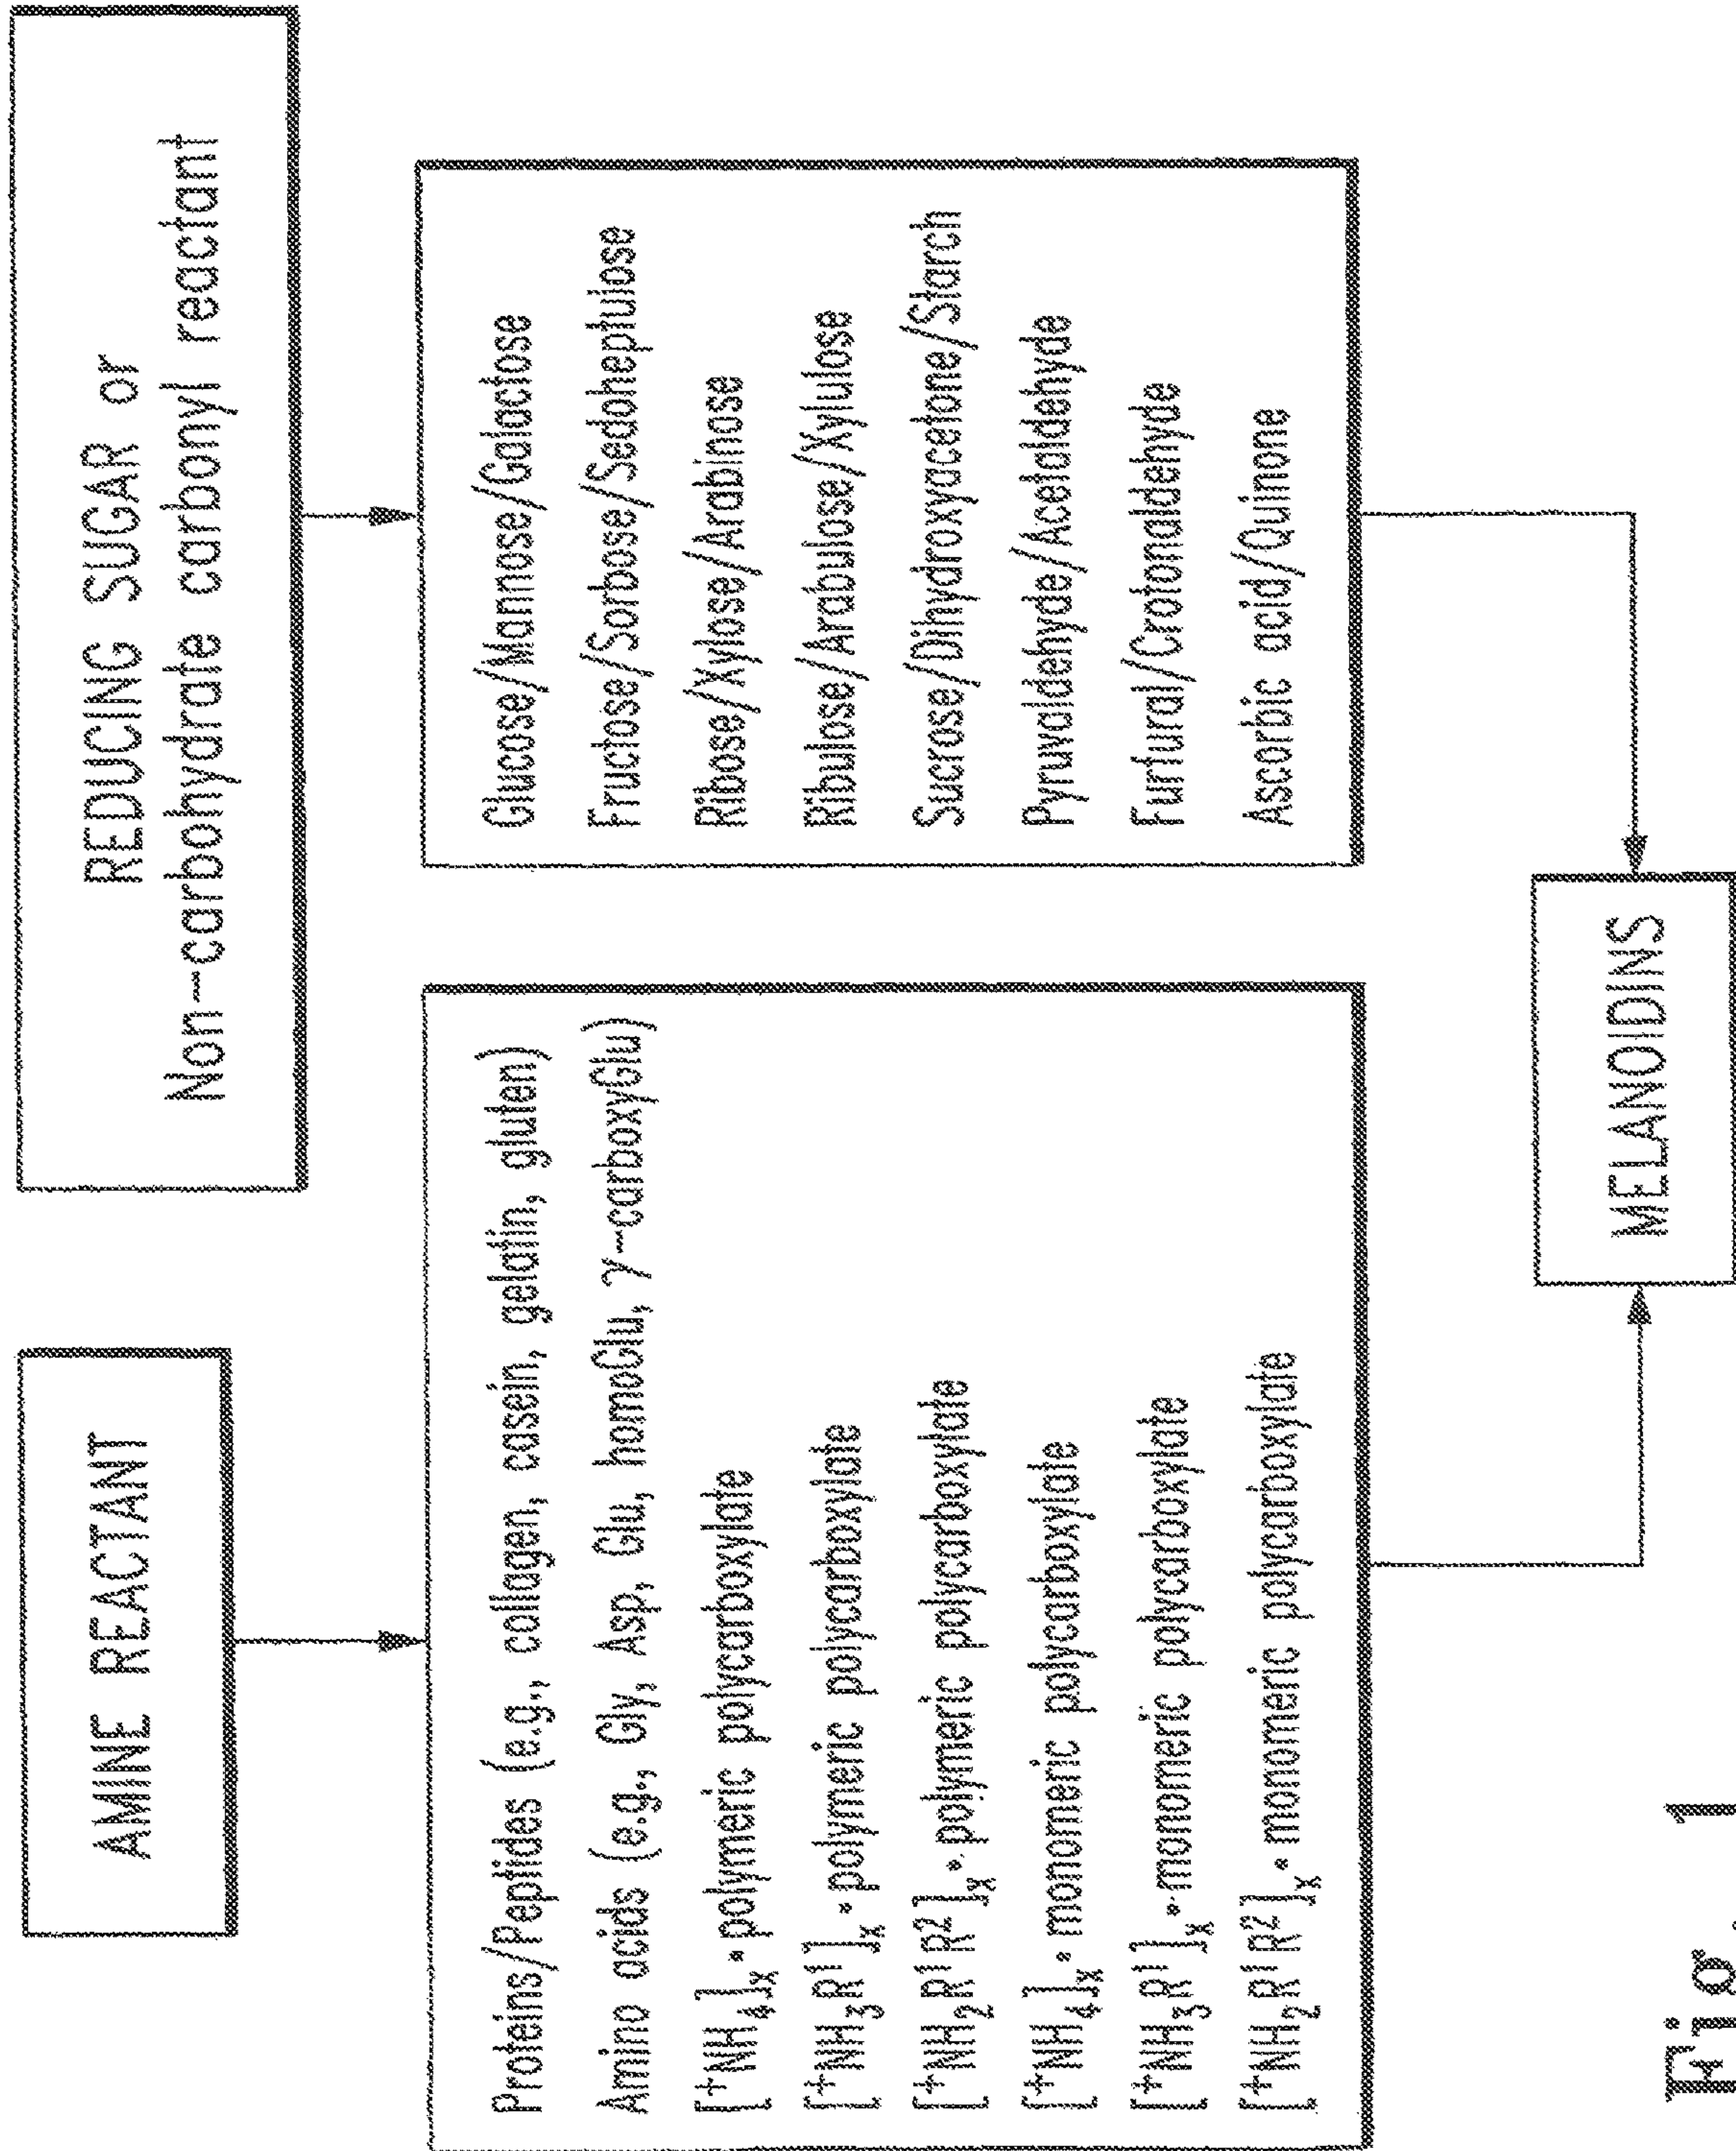 AMINE REACTANT
Proteins/Peptides (e.g., collagen, casein, gelatin, gluten)
Amino acids (e.g., Gly, Asp, Glu, homoGlu, γ-carboxyGlu)
[⁺NH₄]ₓ • polymeric polycarboxylate
[⁺NH₃R¹]ₓ • polymeric polycarboxylate
[⁺NH₂R¹R²]ₓ • polymeric polycarboxylate
[⁺NH₄]ₓ • monomeric polycarboxylate
[⁺NH₃R¹]ₓ • monomeric polycarboxylate
[⁺NH₂R¹R²]ₓ • monomeric polycarboxylate
REDUCING SUGAR or
Non-carbohydrate carbonyl reactant
Glucose/Mannose/Galactose
Fructose/Sorbose/Sedoheptulose
Ribose/Xylose/Arabinose
Ribulose/Arabulose/Xylulose
Sucrose/Dihydroxyacetone/Starch
Pyruvaldehyde/Acetaldehyde
Furfural/Crotonaldehyde
Ascorbic acid/Quinone
MELANOIDINS
Fig. 1